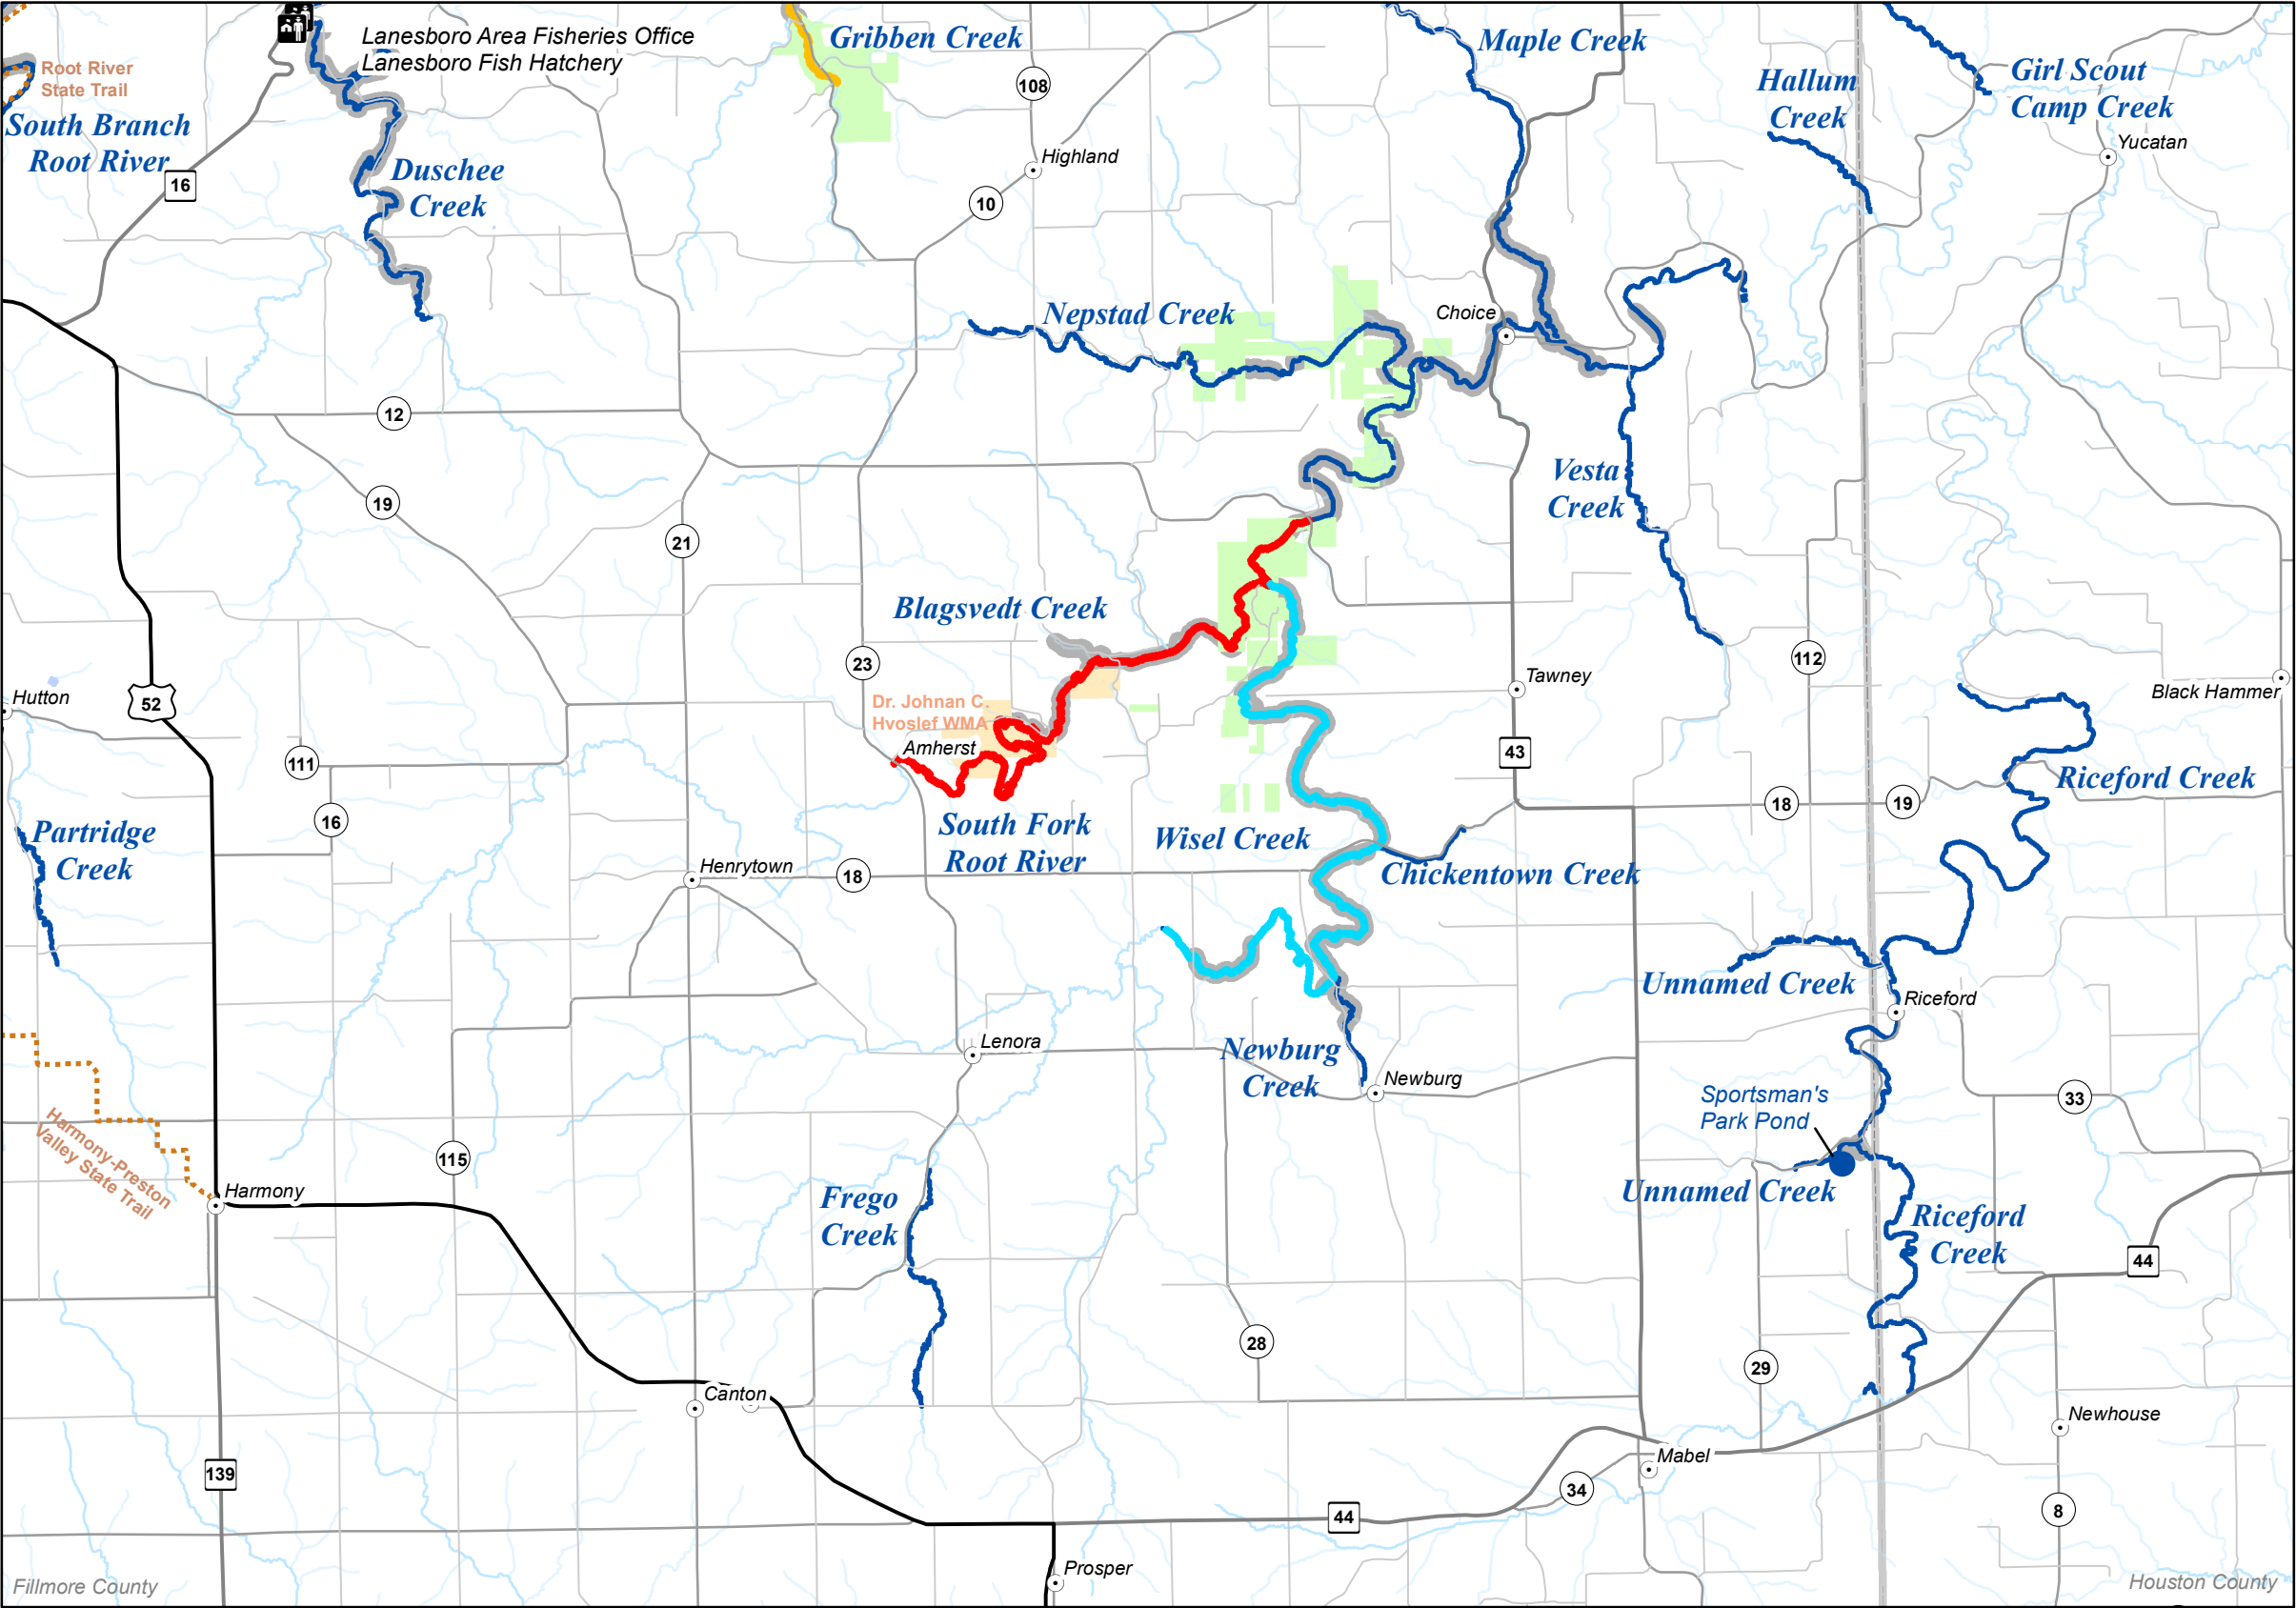 Lanesboro Area Fisheries Office
Lanesboro Fish Hatchery
Gribben Creek
Maple Creek
Root River
State Trail
South Branch
Root River
16
Duschee
Creek
108
Highland
10
Hallum
Creek
Girl Scout
Camp Creek
Yucatan
Nepstad Creek
Choice
12
19
21
Vesta
Creek
Blagsvedt Creek
23
Tawney
112
Black Hammer
Hutton
52
Dr. Johnan C.
Hvoslef WMA
Amherst
111
43
16
18
19
Riceford Creek
Partridge
Creek
South Fork
Root River
Wisel Creek
Henrytown
18
Chickentown Creek
Unnamed Creek
Riceford
Lenora
Newburg
Creek
Newburg
Sportsman's
Park Pond
33
Harmony-Preston
Valley State Trail
115
Harmony
Frego
Creek
Unnamed Creek
Riceford
Creek
44
28
29
Canton
Newhouse
Mabel
139
34
44
8
Prosper
Fillmore County
Houston County